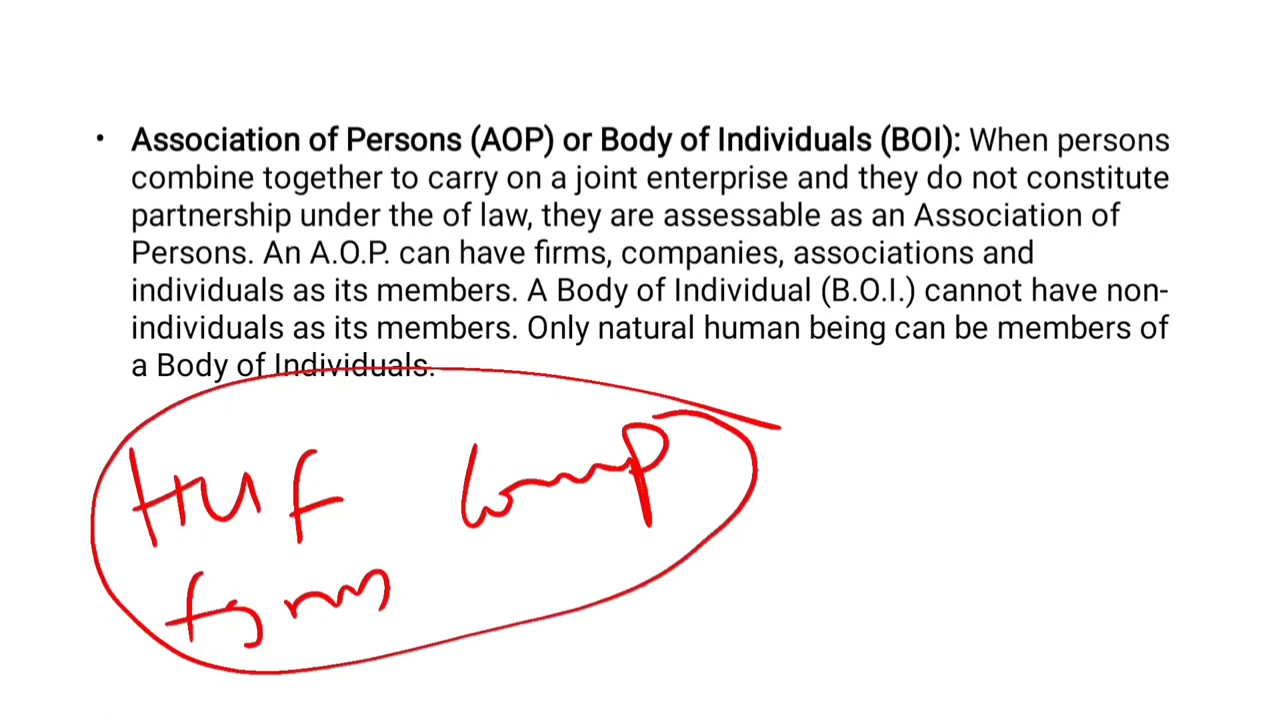 • Association of Persons (AOP) or Body of Individuals (BOI): When persons
combine together to carry on a joint enterprise and they do not constitute
partnership under the of law, they are assessable as an Association of
Persons. An A.O.P. can have firms, companies, associations and
individuals as its members. A Body of Individual (B.O.I.) cannot have non-
individuals as its members. Only natural human being can be members of
a Body of Individuals.
HUF comp